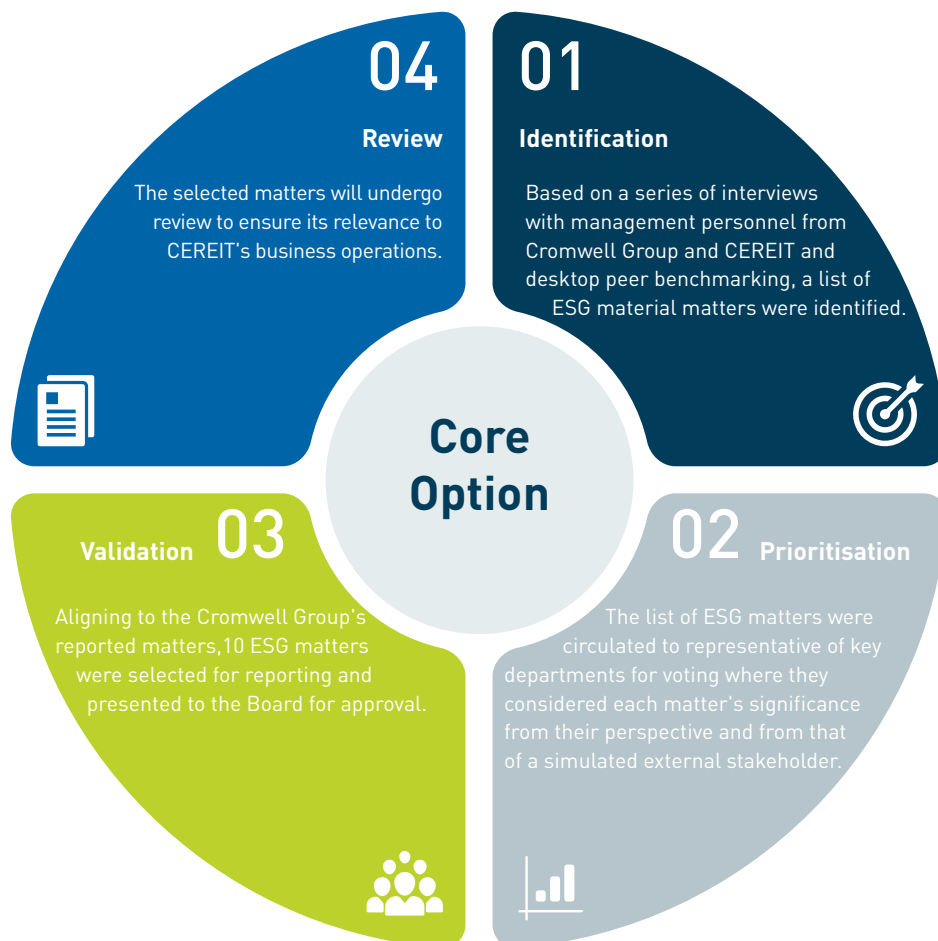 01
Identification
Based on a series of interviews
with management personnel from
Cromwell Group and CEREIT and
desktop peer benchmarking, a list of
ESG material matters were identified.
02
Prioritisation
The list of ESG matters were
circulated to representative of key
departments for voting where they
considered each matter's significance
from their perspective and from that
of a simulated external stakeholder.
03
Validation
Aligning to the Cromwell Group's
reported matters,10 ESG matters
were selected for reporting and
presented to the Board for approval.
04
Review
The selected matters will undergo
review to ensure its relevance to
CEREIT's business operations.
Core
Option